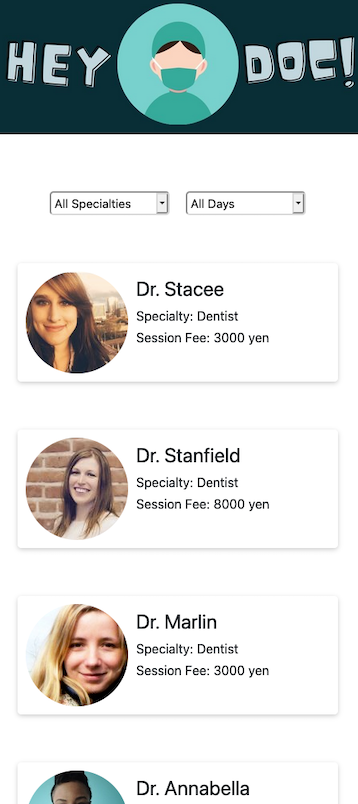 HEY DOC!
All Specialties All Days
Dr. Stacee
Specialty: Dentist
Session Fee: 3000 yen
Dr. Stanfield
Specialty: Dentist
Session Fee: 8000 yen
Dr. Marlin
Specialty: Dentist
Session Fee: 3000 yen
Dr. Annabella